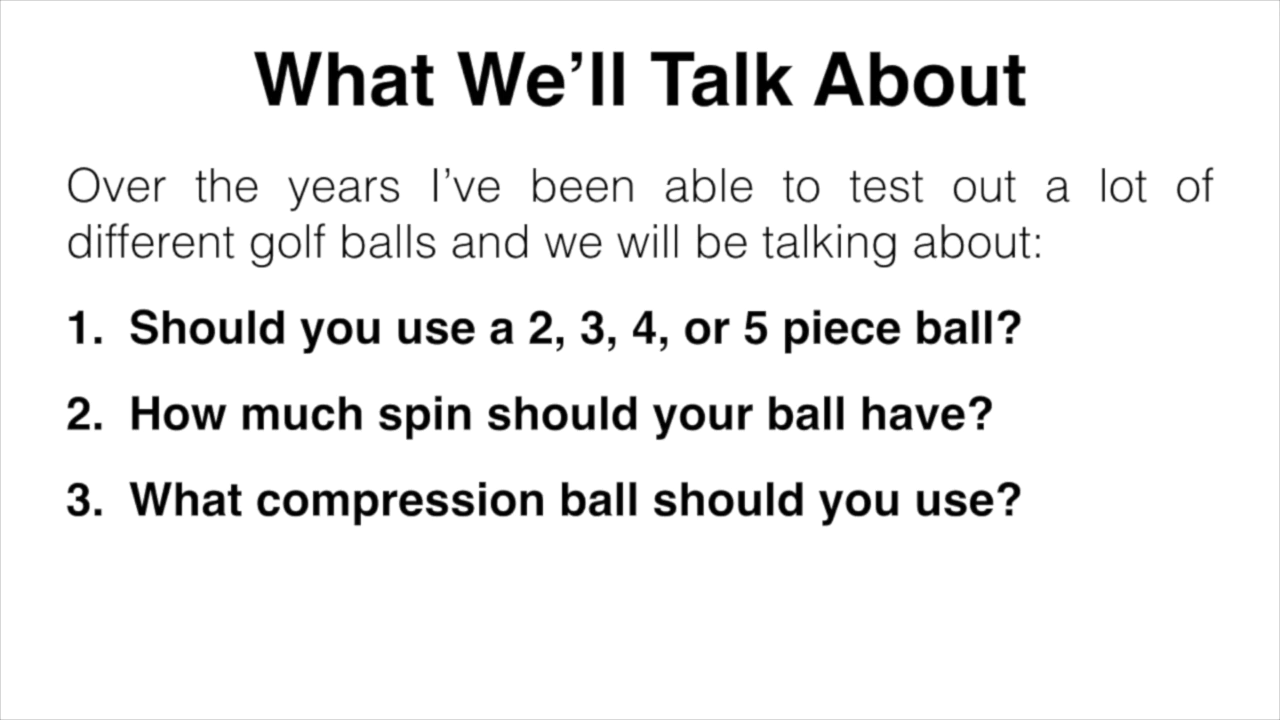 What We’ll Talk About
Over the years I’ve been able to test out a lot of
different golf balls and we will be talking about:
1. Should you use a 2, 3, 4, or 5 piece ball?
2. How much spin should your ball have?
3. What compression ball should you use?